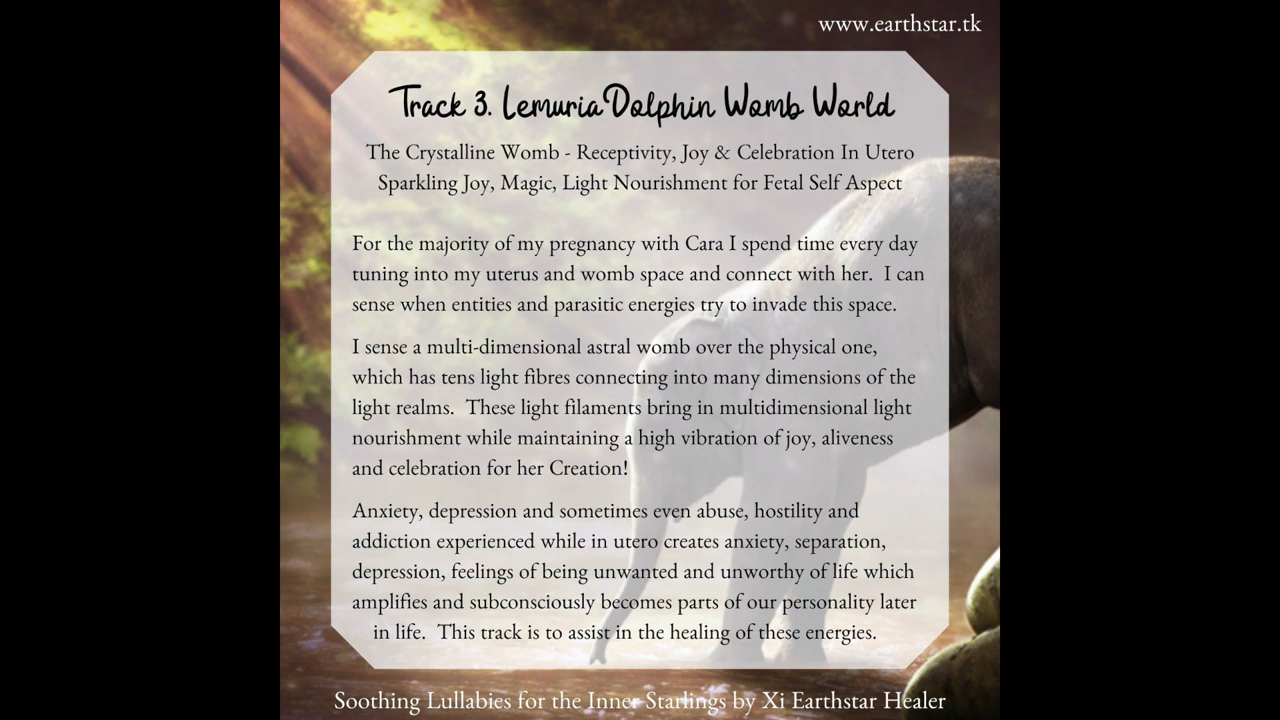 www.earthstar.tk
Track 3. Lemuria Dolphin Womb World
The Crystalline Womb - Receptivity, Joy & Celebration In Utero
Sparkling Joy, Magic, Light Nourishment for Fetal Self Aspect
For the majority of my pregnancy with Cara I spend time every day
tuning into my uterus and womb space and connect with her.  I can
sense when entities and parasitic energies try to invade this space.
I sense a multi-dimensional astral womb over the physical one,
which has tens light fibres connecting into many dimensions of the
light realms.  These light filaments bring in multidimensional light
nourishment while maintaining a high vibration of joy, aliveness
and celebration for her Creation!
Anxiety, depression and sometimes even abuse, hostility and
addiction experienced while in utero creates anxiety, separation,
depression, feelings of being unwanted and unworthy of life which
amplifies and subconsciously becomes parts of our personality later
in life.  This track is to assist in the healing of these energies.
Soothing Lullabies for the Inner Starlings by Xi Earthstar Healer